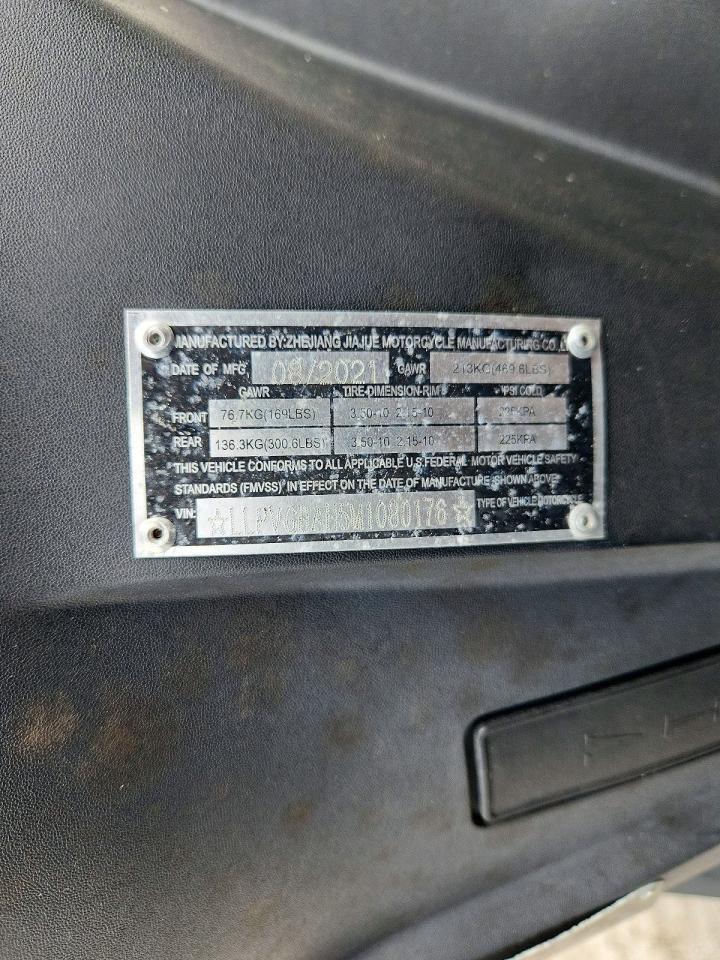 MANUFACTURED BY:ZHEJIANG JIAJUE MOTORCYCLE MANUFACTURING CO.,
DATE OF MFG, 08/2021 GAWR 213KG(469.6LBS)
GAWR TIRE-DIMENSION-RIM PSI COLD
FRONT 76.7KG(169LBS) 3.50-10 2.15-10 225KPA
REAR 136.3KG(300.6LBS) 3.50-10 2.15-10 225KPA
THIS VEHICLE CONFORMS TO ALL APPLICABLE U.S.FEDERAL MOTOR VEHICLE SAFETY
STANDARDS (FMVSS) IN EFFECT ON THE DATE OF MANUFACTURE SHOWN ABOVE
VIN: TYPE OF VEHICLE:MOTORCYCLE